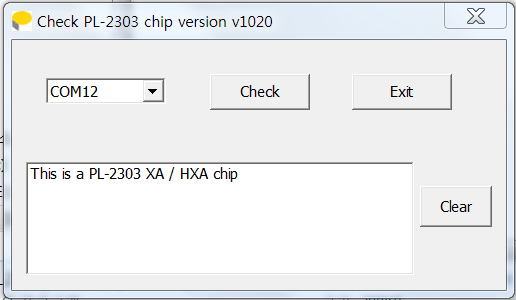 Check PL-2303 chip version v1020
COM12
Check
Exit
This is a PL-2303 XA / HXA chip
Clear